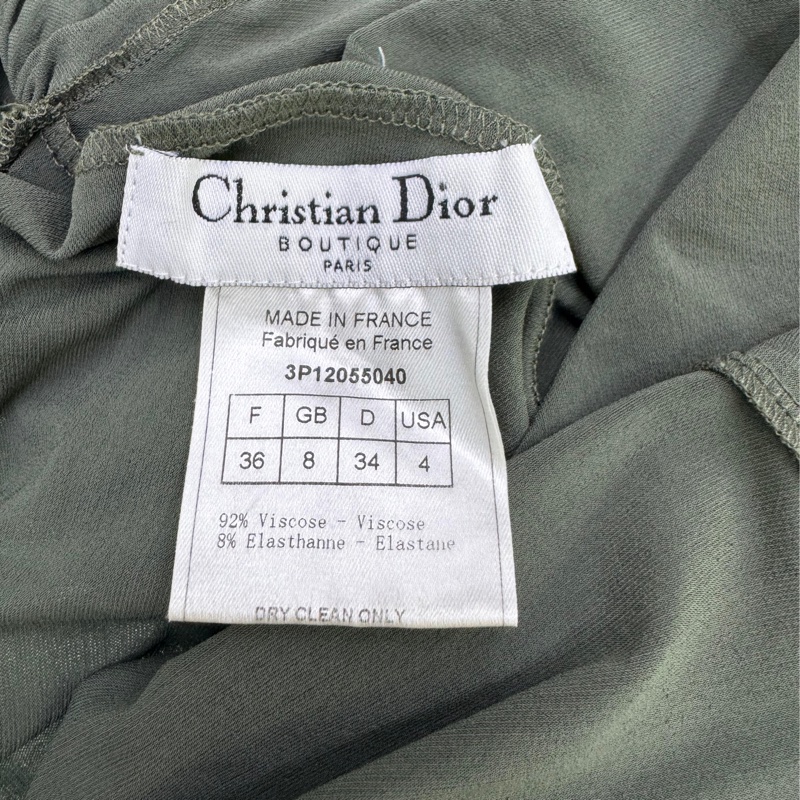 Christian Dior
BOUTIQUE
PARIS
MADE IN FRANCE
Fabriqué en France
3P12055040
F GB D USA
36 8 34 4
92% Viscose - Viscose
8% Elasthanne - Elastane
DRY CLEAN ONLY